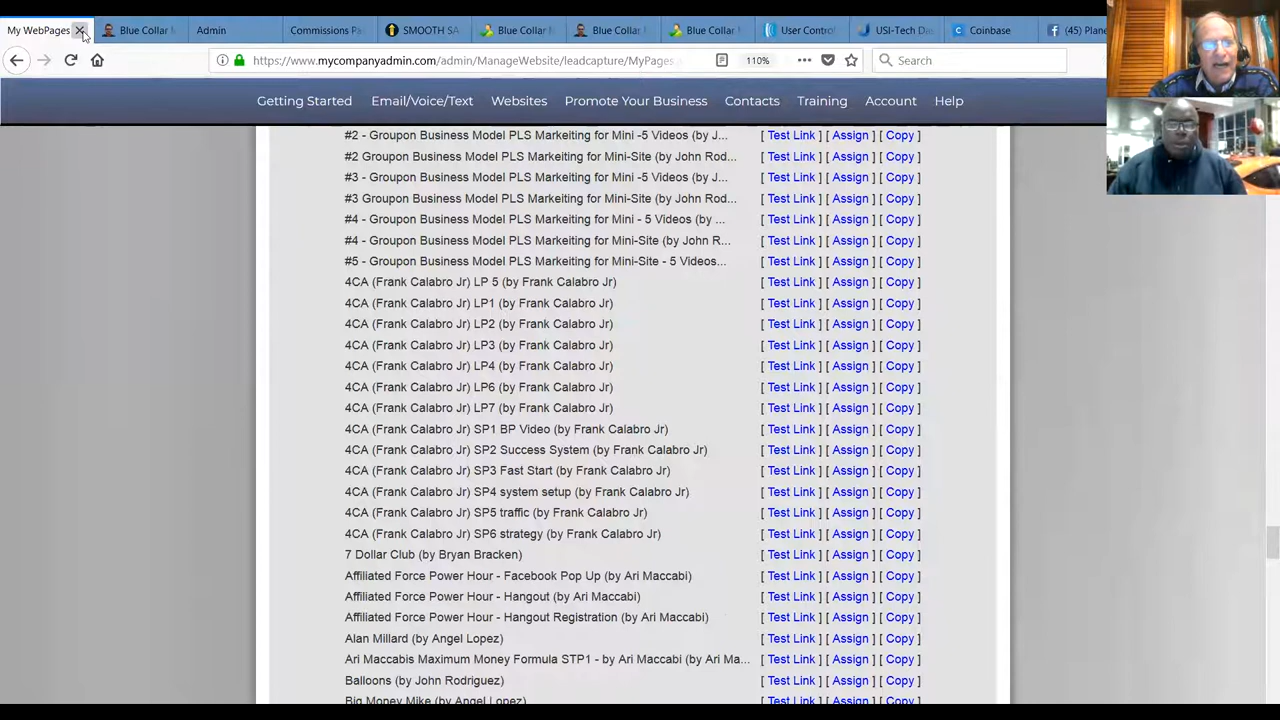 My WebPages
Blue Collar
Admin
Commissions Pa
SMOOTH SA
Blue Collar
Blue Collar
Blue Collar
User Control
USI-Tech Das
Coinbase
(45) Plane
https://www.mycompanyadmin.com/admin/ManageWebsite/leadcapture/MyPages
110%
Search
Getting Started Email/Voice/Text Websites Promote Your Business Contacts Training Account Help
#2 - Groupon Business Model PLS Markeiting for Mini -5 Videos (by J... [ Test Link ] [ Assign ] [ Copy ]
#2 Groupon Business Model PLS Markeiting for Mini-Site (by John Rod... [ Test Link ] [ Assign ] [ Copy ]
#3 - Groupon Business Model PLS Markeiting for Mini -5 Videos (by J... [ Test Link ] [ Assign ] [ Copy ]
#3 Groupon Business Model PLS Markeiting for Mini-Site (by John Rod... [ Test Link ] [ Assign ] [ Copy ]
#4 - Groupon Business Model PLS Markeiting for Mini - 5 Videos (by ... [ Test Link ] [ Assign ] [ Copy ]
#4 - Groupon Business Model PLS Markeiting for Mini-Site (by John R... [ Test Link ] [ Assign ] [ Copy ]
#5 - Groupon Business Model PLS Markeiting for Mini-Site - 5 Videos... [ Test Link ] [ Assign ] [ Copy ]
4CA (Frank Calabro Jr) LP 5 (by Frank Calabro Jr) [ Test Link ] [ Assign ] [ Copy ]
4CA (Frank Calabro Jr) LP1 (by Frank Calabro Jr) [ Test Link ] [ Assign ] [ Copy ]
4CA (Frank Calabro Jr) LP2 (by Frank Calabro Jr) [ Test Link ] [ Assign ] [ Copy ]
4CA (Frank Calabro Jr) LP3 (by Frank Calabro Jr) [ Test Link ] [ Assign ] [ Copy ]
4CA (Frank Calabro Jr) LP4 (by Frank Calabro Jr) [ Test Link ] [ Assign ] [ Copy ]
4CA (Frank Calabro Jr) LP6 (by Frank Calabro Jr) [ Test Link ] [ Assign ] [ Copy ]
4CA (Frank Calabro Jr) LP7 (by Frank Calabro Jr) [ Test Link ] [ Assign ] [ Copy ]
4CA (Frank Calabro Jr) SP1 BP Video (by Frank Calabro Jr) [ Test Link ] [ Assign ] [ Copy ]
4CA (Frank Calabro Jr) SP2 Success System (by Frank Calabro Jr) [ Test Link ] [ Assign ] [ Copy ]
4CA (Frank Calabro Jr) SP3 Fast Start (by Frank Calabro Jr) [ Test Link ] [ Assign ] [ Copy ]
4CA (Frank Calabro Jr) SP4 system setup (by Frank Calabro Jr) [ Test Link ] [ Assign ] [ Copy ]
4CA (Frank Calabro Jr) SP5 traffic (by Frank Calabro Jr) [ Test Link ] [ Assign ] [ Copy ]
4CA (Frank Calabro Jr) SP6 strategy (by Frank Calabro Jr) [ Test Link ] [ Assign ] [ Copy ]
7 Dollar Club (by Bryan Bracken) [ Test Link ] [ Assign ] [ Copy ]
Affiliated Force Power Hour - Facebook Pop Up (by Ari Maccabi) [ Test Link ] [ Assign ] [ Copy ]
Affiliated Force Power Hour - Hangout (by Ari Maccabi) [ Test Link ] [ Assign ] [ Copy ]
Affiliated Force Power Hour - Hangout Registration (by Ari Maccabi) [ Test Link ] [ Assign ] [ Copy ]
Alan Millard (by Angel Lopez) [ Test Link ] [ Assign ] [ Copy ]
Ari Maccabis Maximum Money Formula STP1 - by Ari Maccabi (by Ari Ma... [ Test Link ] [ Assign ] [ Copy ]
Balloons (by John Rodriguez) [ Test Link ] [ Assign ] [ Copy ]
Big Money Mike (by Angel Lopez) [ Test Link ] [ Assign ] [ Copy ]